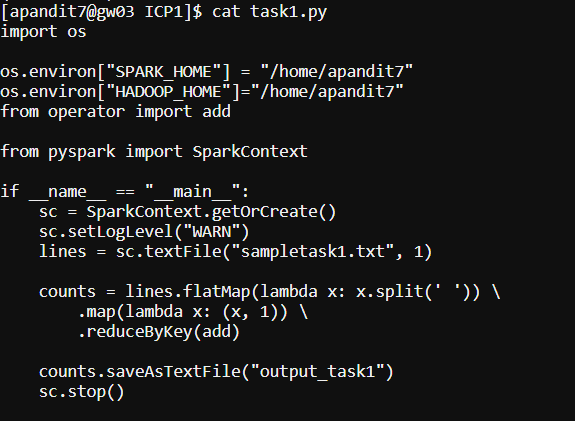 [apandit7@gw03 ICP1]$ cat task1.py
import os

os.environ["SPARK_HOME"] = "/home/apandit7"
os.environ["HADOOP_HOME"]="/home/apandit7"
from operator import add

from pyspark import SparkContext

if __name__ == "__main__":
    sc = SparkContext.getOrCreate()
    sc.setLogLevel("WARN")
    lines = sc.textFile("sampletask1.txt", 1)

    counts = lines.flatMap(lambda x: x.split(' ')) \
        .map(lambda x: (x, 1)) \
        .reduceByKey(add)

    counts.saveAsTextFile("output_task1")
    sc.stop()